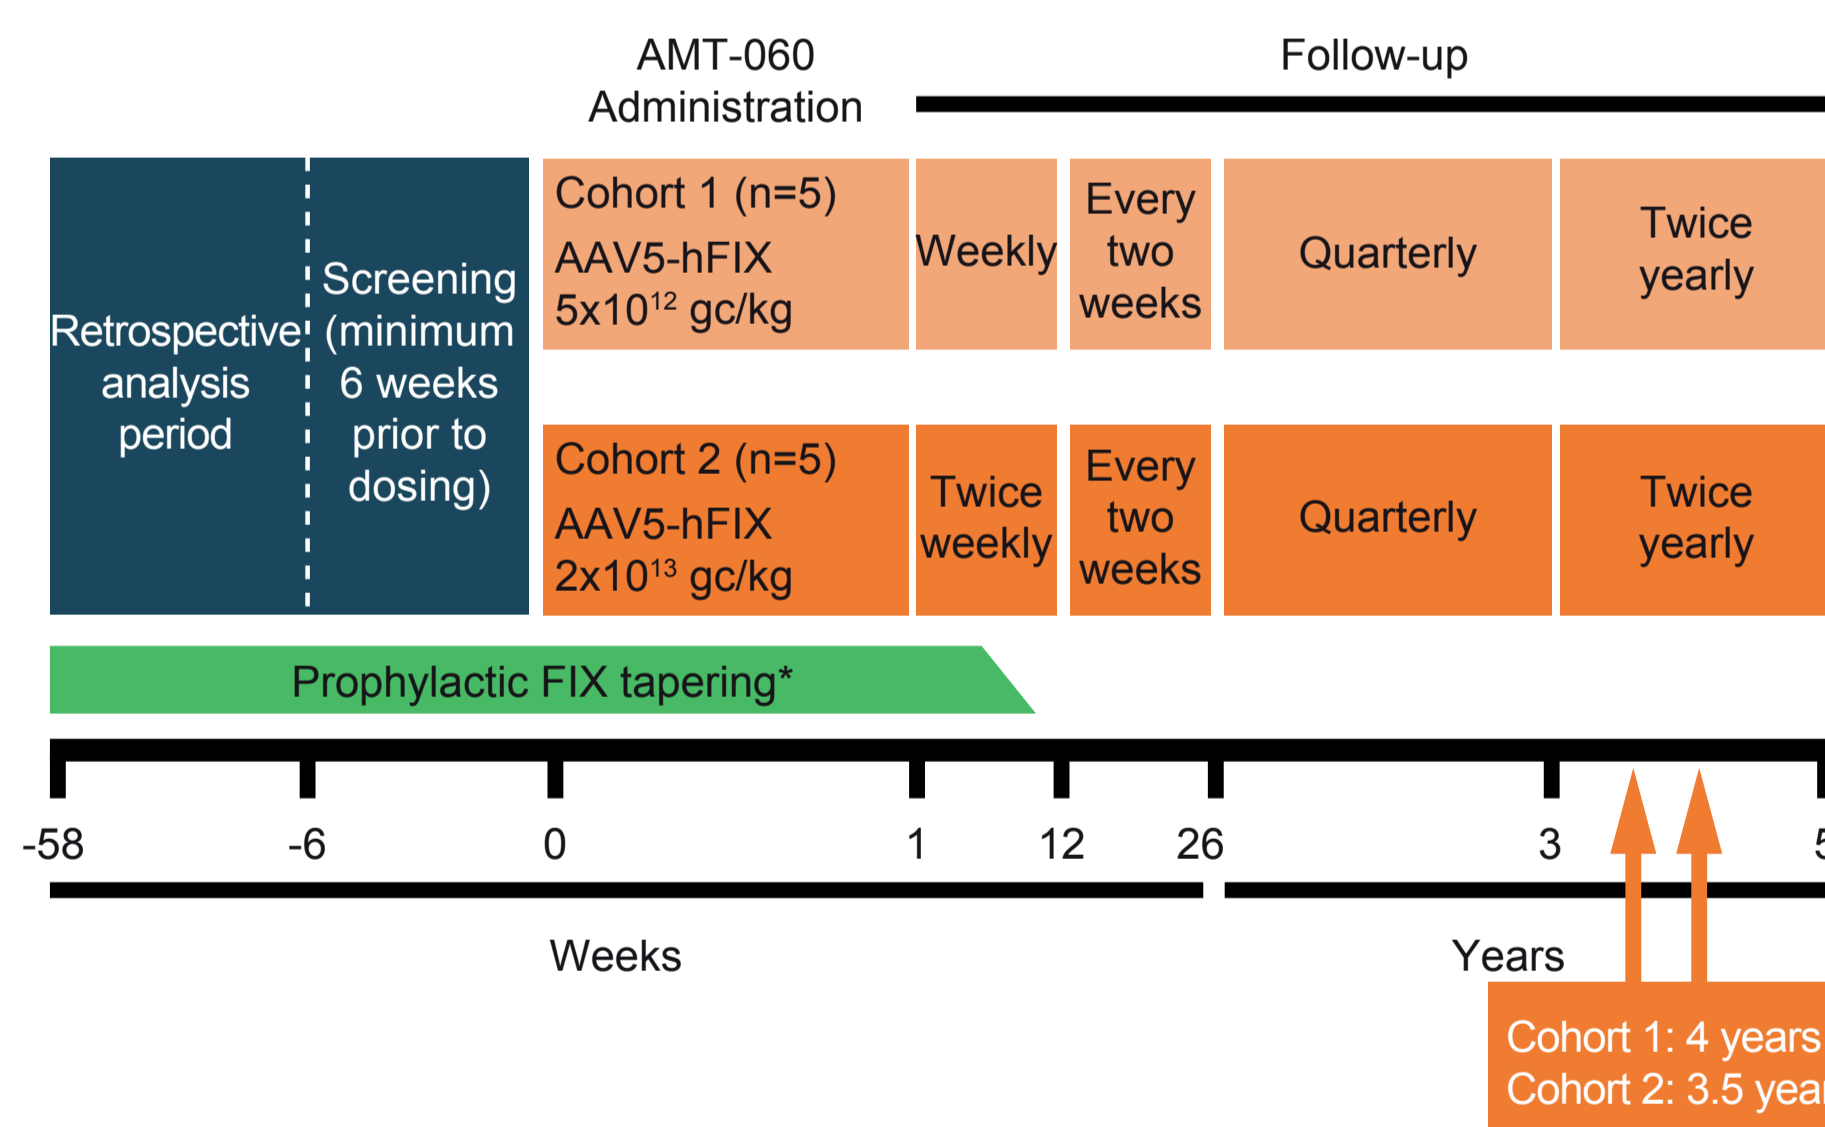 AMT-060
Administration
Follow-up
Retrospective
analysis
period
Screening
(minimum
6 weeks
prior to
dosing)
Cohort 1 (n=5)
AAV5-hFIX
5x10¹² gc/kg
Weekly
Every
two
weeks
Quarterly
Twice
yearly
Cohort 2 (n=5)
AAV5-hFIX
2x10¹³ gc/kg
Twice
weekly
Every
two
weeks
Quarterly
Twice
yearly
Prophylactic FIX tapering*
-58 -6 0 1 12 26 3
Weeks
Years
Cohort 1: 4 years
Cohort 2: 3.5